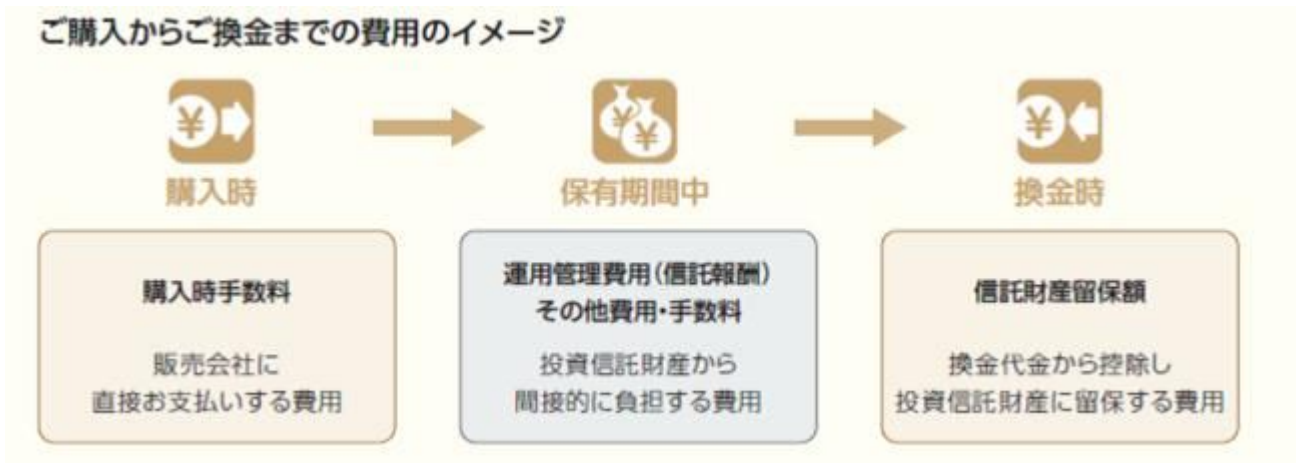 ご購入からご換金までの費用のイメージ
¥
¥ ¥
¥
購入時
保有期間中
換金時
購入時手数料
販売会社に
直接お支払いする費用
運用管理費用(信託報酬)
その他費用・手数料
投資信託財産から
間接的に負担する費用
信託財産留保額
換金代金から控除し
投資信託財産に留保する費用